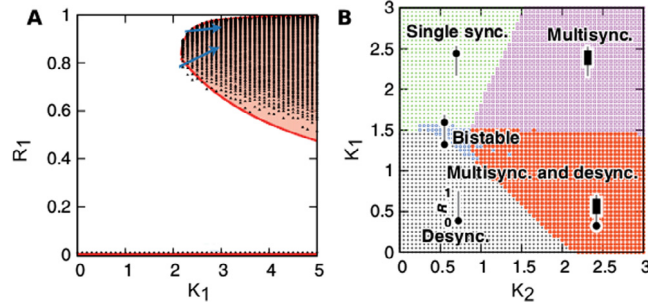 A
1
0.8
0.6
0.4
0.2
0
R1
0 1 2 3 4 5
K1
B
3
2.5
2
1.5
1
0.5
0
K1
Single sync.
Multisync.
Bistable
Multisync. and desync.
1
R
0
Desync.
0 0.5 1 1.5 2 2.5 3
K2